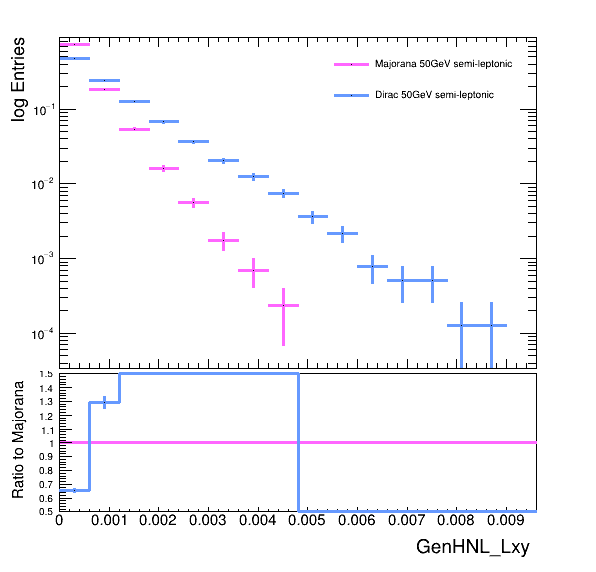 log Entries
Majorana 50GeV semi-leptonic
Dirac 50GeV semi-leptonic
10⁻¹
10⁻²
10⁻³
10⁻⁴
Ratio to Majorana
1.5
1.4
1.3
1.2
1.1
1
0.9
0.8
0.7
0.6
0.5
0 0.001 0.002 0.003 0.004 0.005 0.006 0.007 0.008 0.009
GenHNL_Lxy